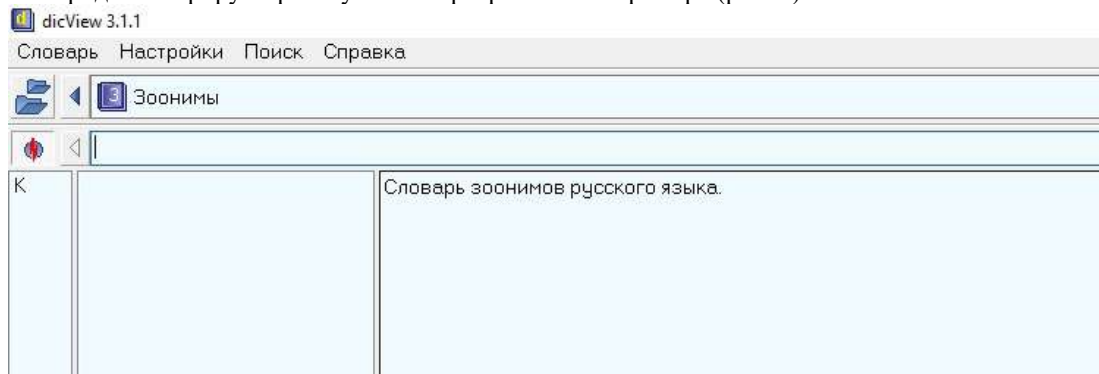 dicView 3.1.1
Словарь Настройки Поиск Справка
З Зоонимы
К
Словарь зоонимов русского языка.